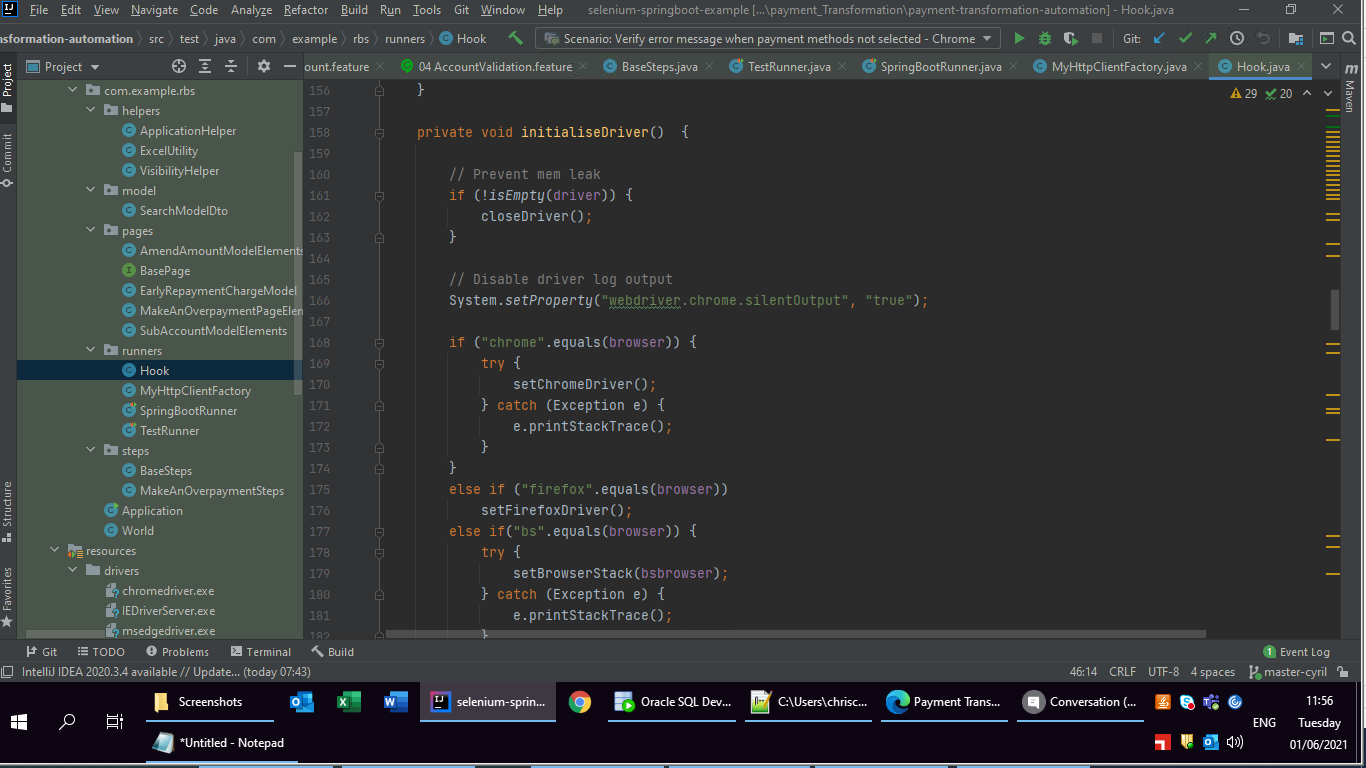 File Edit View Navigate Code Analyze Refactor Build Run Tools Git Window Help selenium-springboot-example [...\payment_Transformation\payment-transformation-automation] - Hook.java
nsformation-automation src test java com example rbs runners Hook Scenario: Verify error message when payment methods not selected - Chrome Git:
Project
ount.feature 04 AccountValidation.feature BaseSteps.java TestRunner.java SpringBootRunner.java MyHttpClientFactory.java Hook.java
Project
Commit
Structure
Favorites
com.example.rbs
helpers
ApplicationHelper
ExcelUtility
VisibilityHelper
model
SearchModelDto
pages
AmendAmountModelElements
BasePage
EarlyRepaymentChargeModel
MakeAnOverpaymentPageElem
SubAccountModelElements
runners
Hook
MyHttpClientFactory
SpringBootRunner
TestRunner
steps
BaseSteps
MakeAnOverpaymentSteps
Application
World
resources
drivers
chromedriver.exe
IEDriverServer.exe
msedgedriver.exe
156 }
157
158 private void initialiseDriver() {
159
160 // Prevent mem leak
161 if (!isEmpty(driver)) {
162 closeDriver();
163 }
164
165 // Disable driver log output
166 System.setProperty("webdriver.chrome.silentOutput", "true");
167
168 if ("chrome".equals(browser)) {
169 try {
170 setChromeDriver();
171 } catch (Exception e) {
172 e.printStackTrace();
173 }
174 }
175 else if ("firefox".equals(browser))
176 setFirefoxDriver();
177 else if("bs".equals(browser)) {
178 try {
179 setBrowserStack(bsbrowser);
180 } catch (Exception e) {
181 e.printStackTrace();
182 }
29 20
Maven
Git TODO Problems Terminal Build 1 Event Log
IntelliJ IDEA 2020.3.4 available // Update... (today 07:43) 46:14 CRLF UTF-8 4 spaces master-cyril
Screenshots selenium-sprin... Oracle SQL Dev... C:\Users\chrisc... Payment Trans... Conversation (...
*Untitled - Notepad
ENG
11:56
Tuesday
01/06/2021